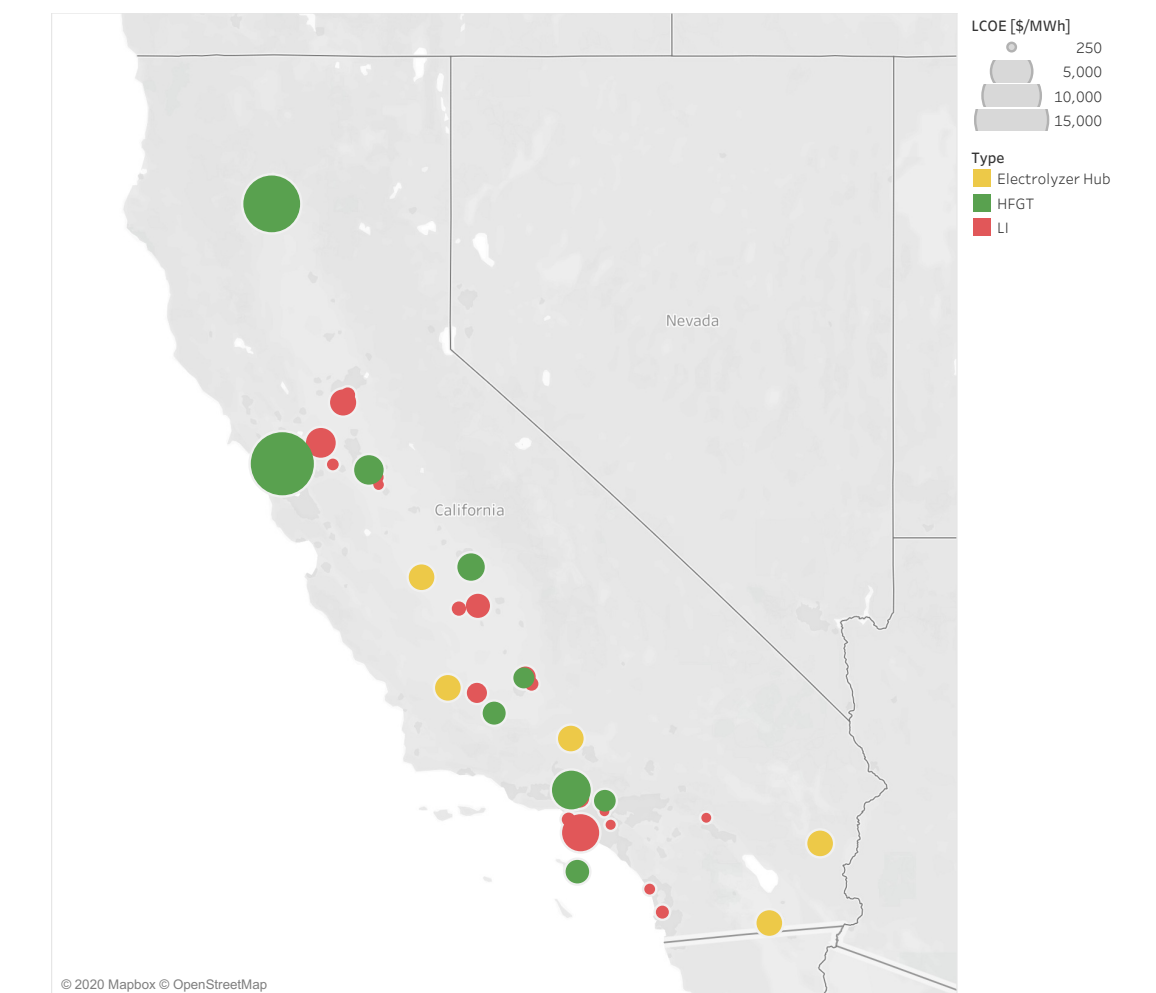 LCOE [$/MWh]
250
5,000
10,000
15,000
Type
Electrolyzer Hub
HFGT
LI
Nevada
California
© 2020 Mapbox © OpenStreetMap